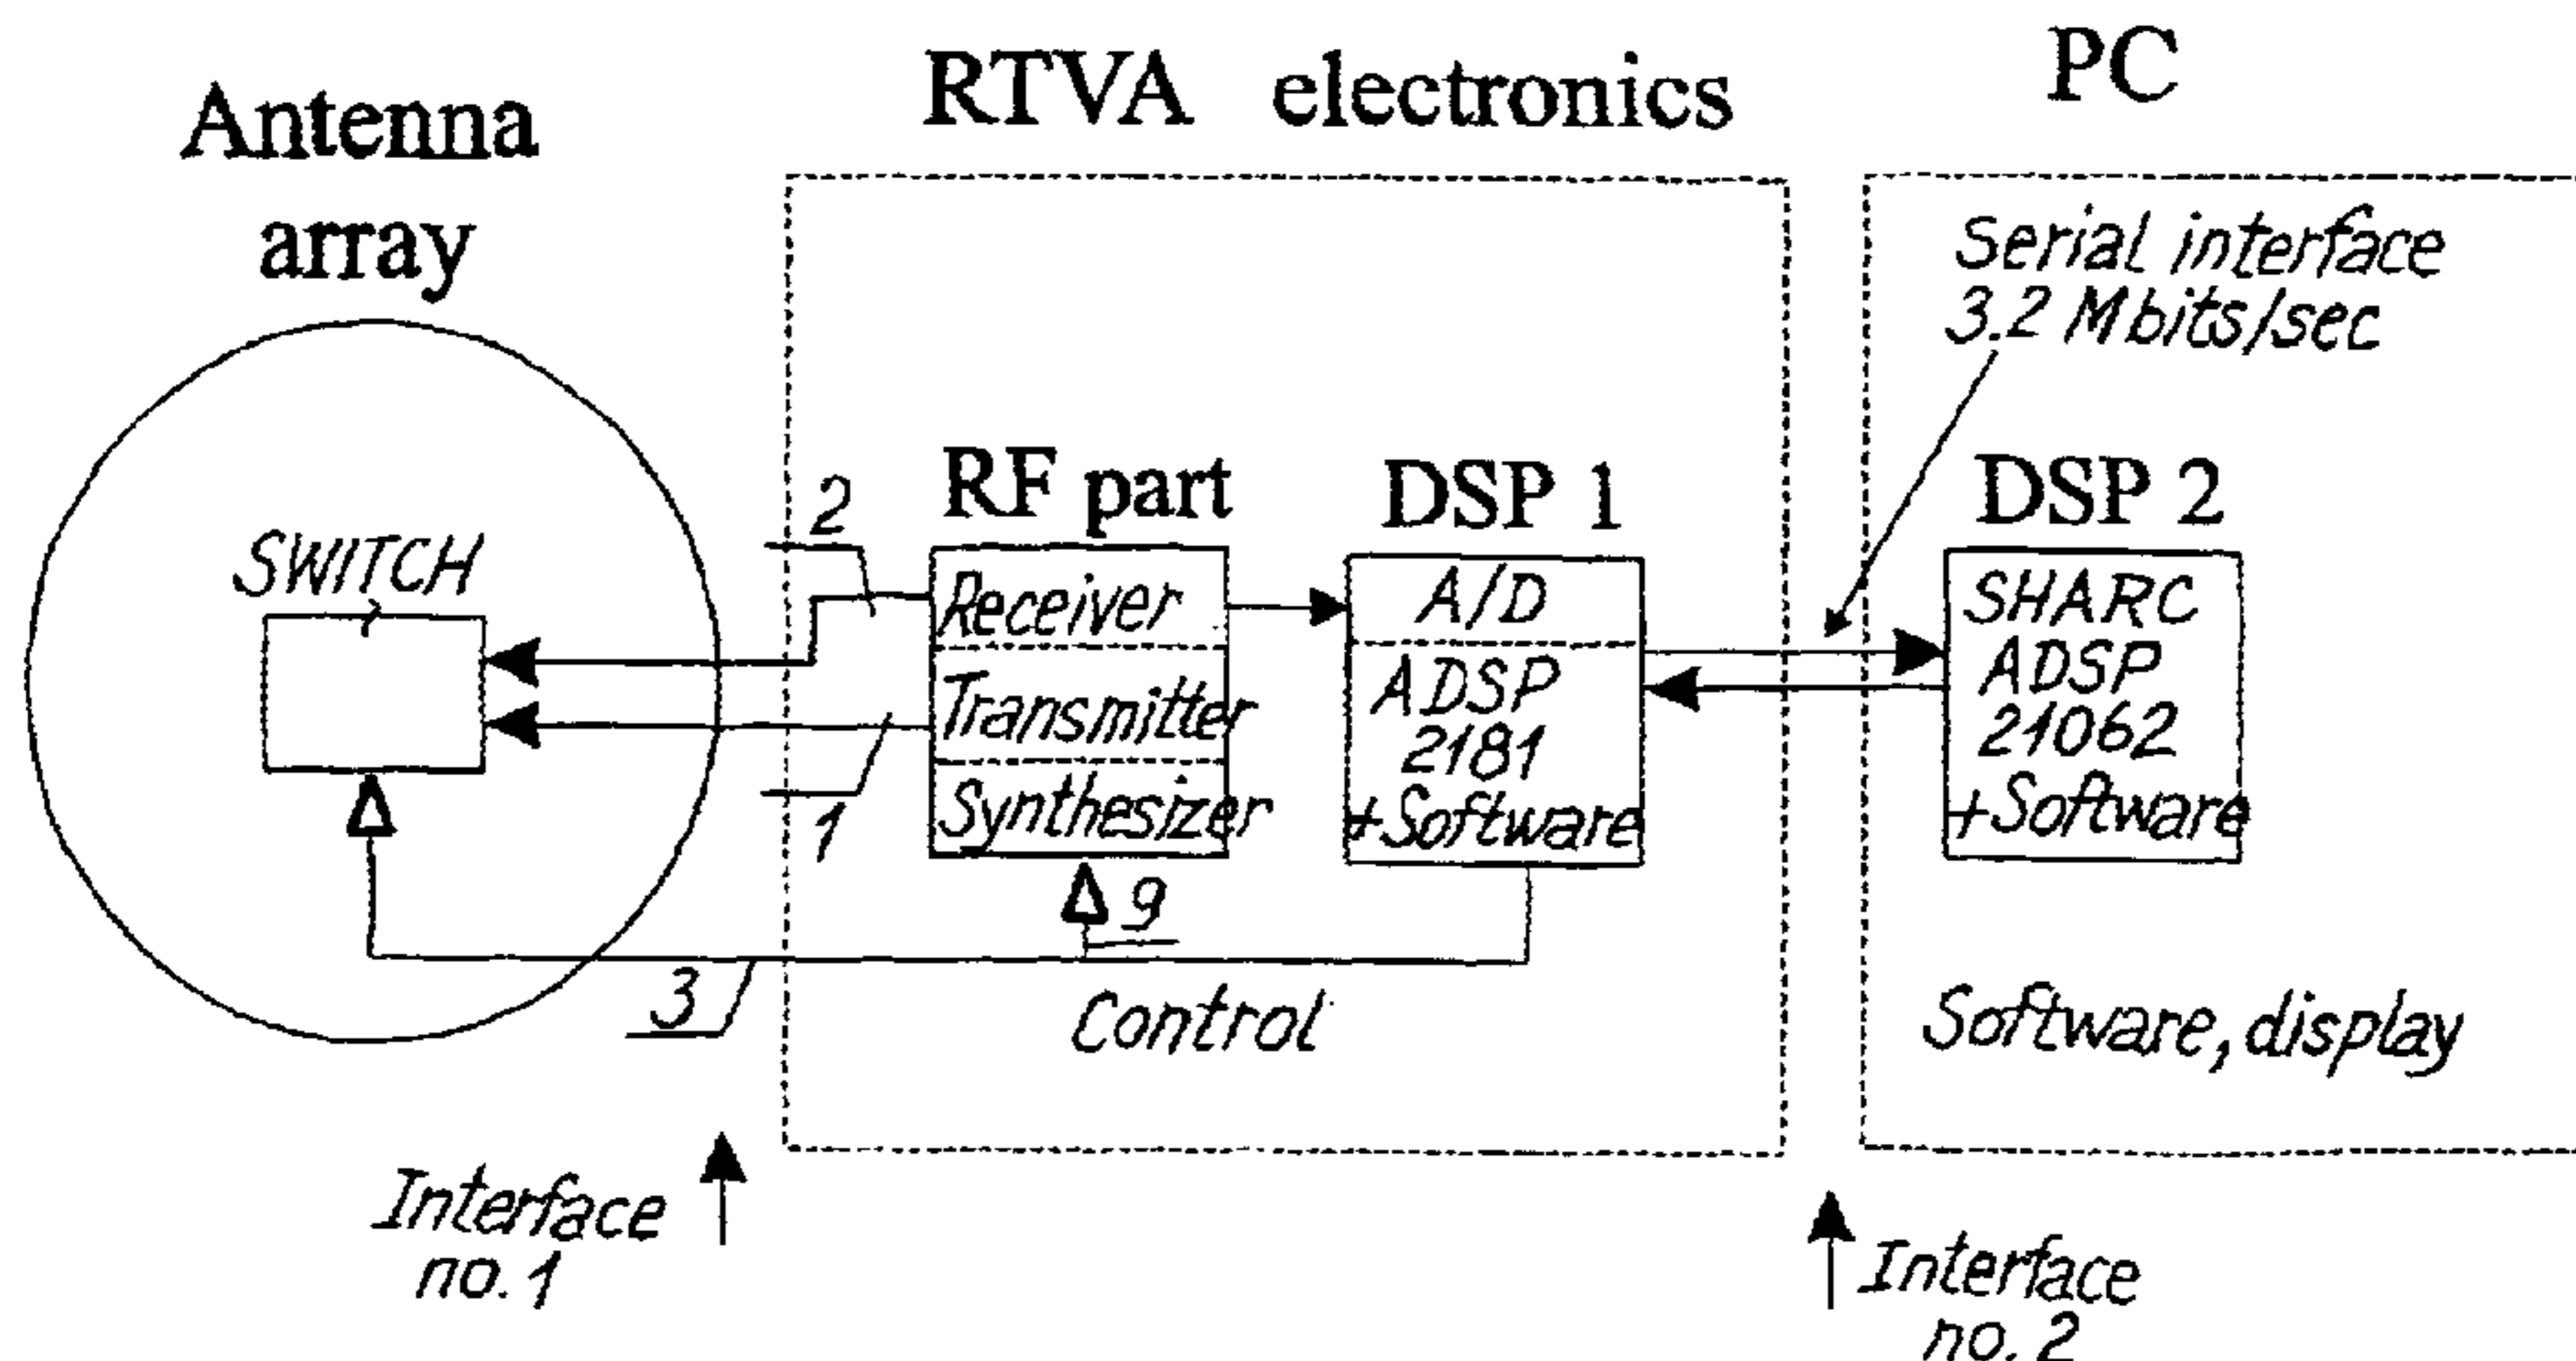 Antenna
array
RTVA electronics
PC
Serial interface
3.2 Mbits/sec
SWITCH
2
RF part
Receiver
Transmitter
Synthesizer
1
DSP 1
A/D
ADSP
2181
+Software
DSP 2
SHARC
ADSP
21062
+Software
9
3
Control
Software, display
Interface
no. 1
Interface
no. 2